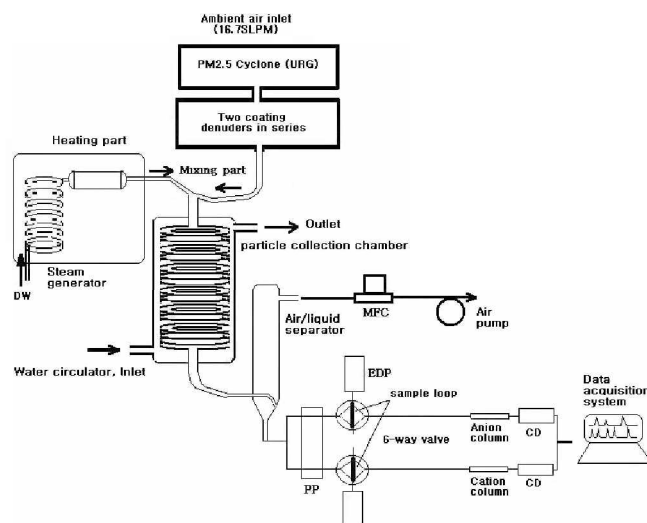 Ambient air inlet
(16.7SLPM)
PM2.5 Cyclone (URG)
Two coating
denuders in series
Heating part
Mixing part
Outlet
particle collection chamber
Steam
generator
DW
Air/liquid
separator
MFC
Air
pump
Water circulator, Inlet
EDP
sample loop
Data
acquisition
system
Anion
column
CD
6-way valve
PP
Cation
column
CD